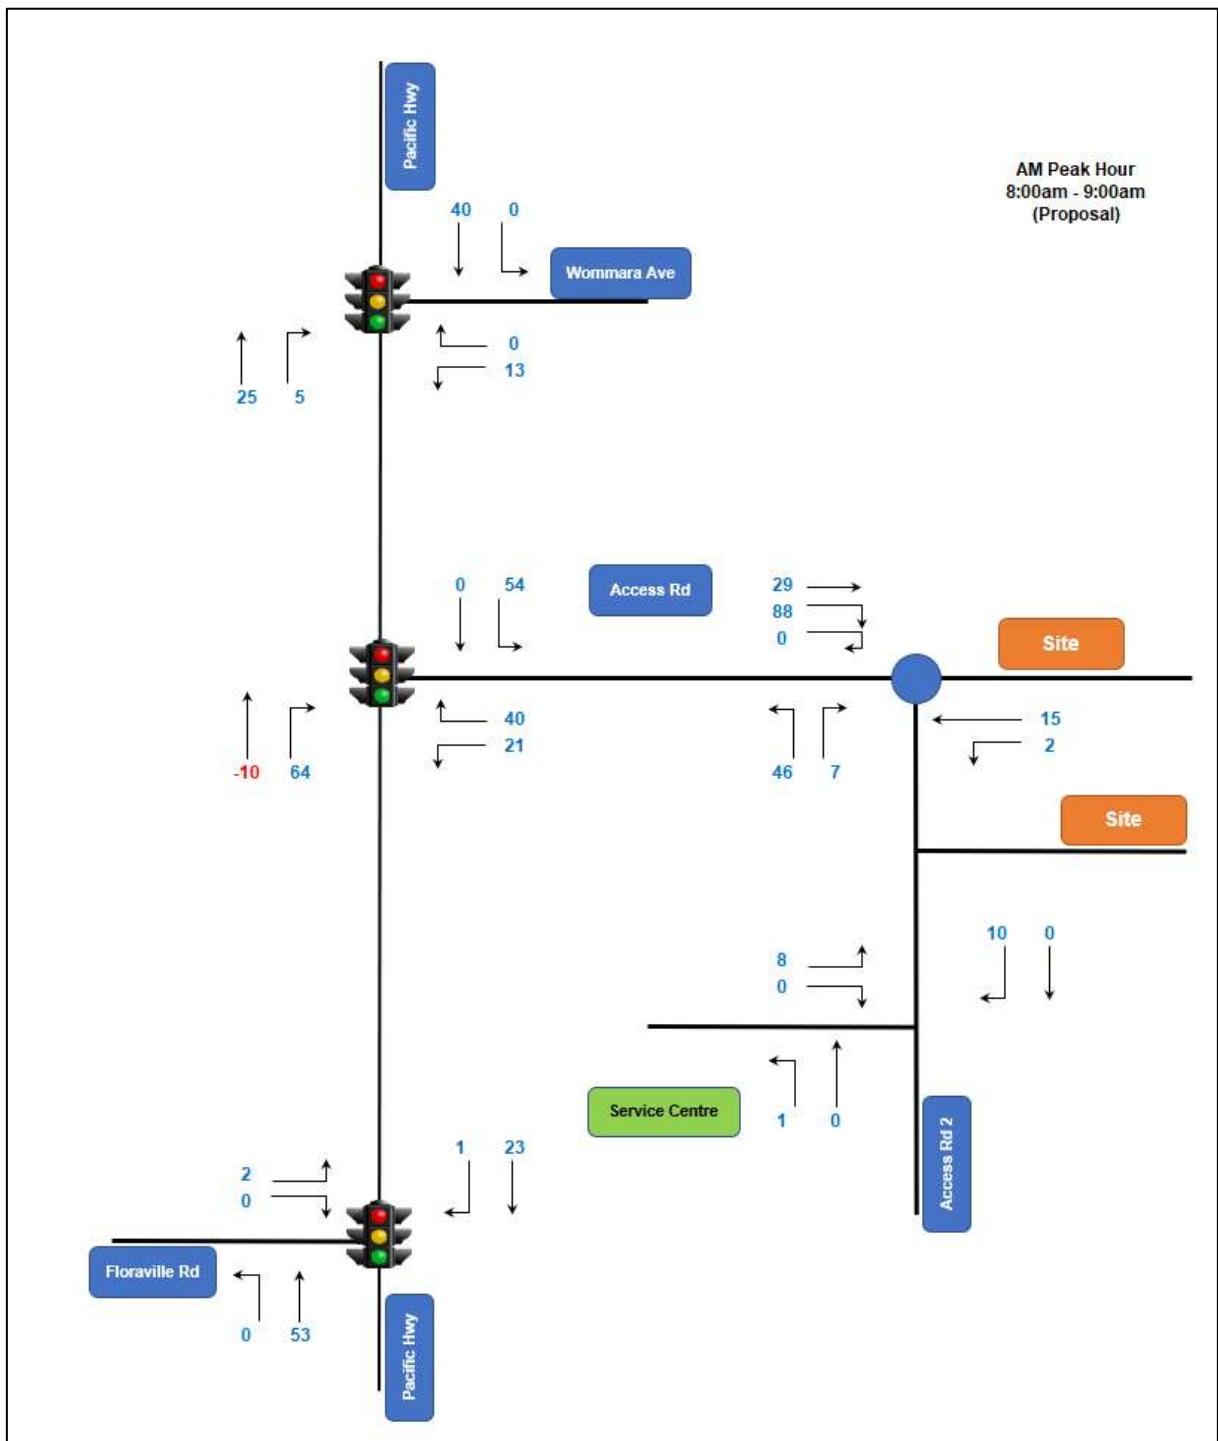 Pacific Hwy
AM Peak Hour
8:00am - 9:00am
(Proposal)
40 0
Wommara Ave
0
13
25 5
0 54
Access Rd
29
88
0
Site
40
21
-10 64
46 7
15
2
Site
10 0
8
0
Service Centre
1 0
Access Rd 2
1 23
2
0
Floraville Rd
0 53
Pacific Hwy